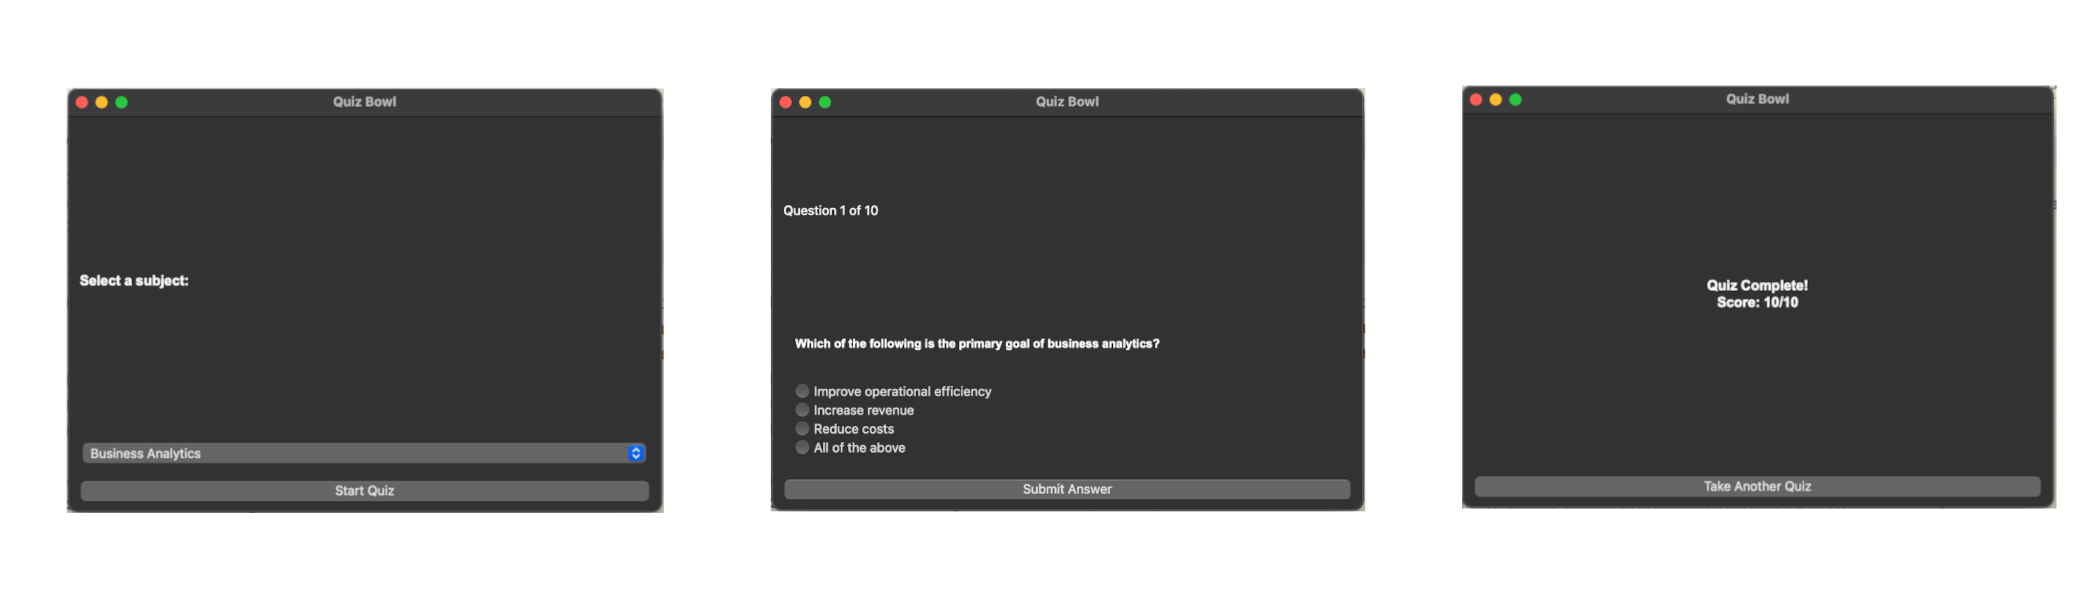 Quiz Bowl
Select a subject:
Business Analytics
Start Quiz
Quiz Bowl
Question 1 of 10
Which of the following is the primary goal of business analytics?
Improve operational efficiency
Increase revenue
Reduce costs
All of the above
Submit Answer
Quiz Bowl
Quiz Complete!
Score: 10/10
Take Another Quiz